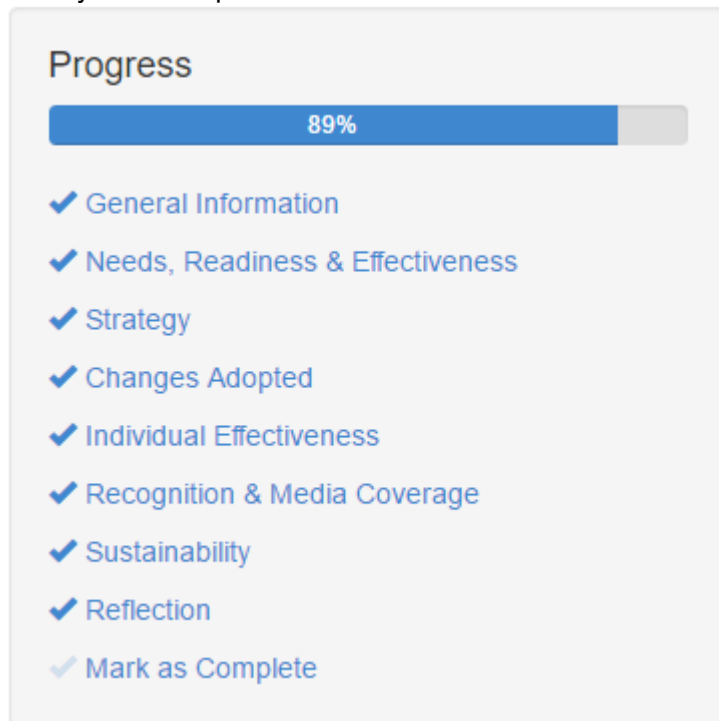 Progress
89%
General Information
Needs, Readiness & Effectiveness
Strategy
Changes Adopted
Individual Effectiveness
Recognition & Media Coverage
Sustainability
Reflection
Mark as Complete